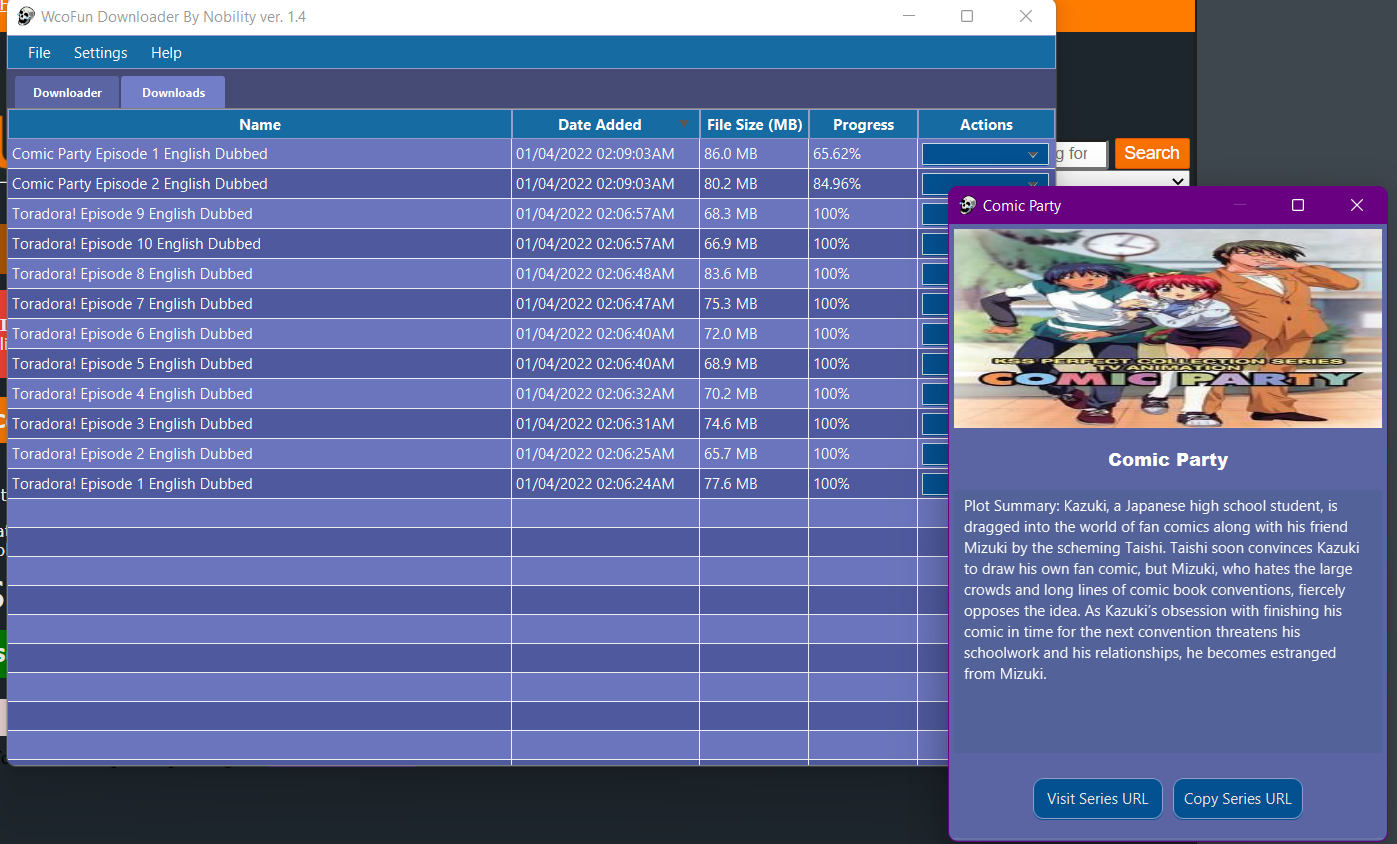 WcoFun Downloader By Nobility ver. 1.4
File Settings Help
Downloader Downloads
Name Date Added File Size (MB) Progress Actions
Comic Party Episode 1 English Dubbed 01/04/2022 02:09:03AM 86.0 MB 65.62%
Comic Party Episode 2 English Dubbed 01/04/2022 02:09:03AM 80.2 MB 84.96%
Toradora! Episode 9 English Dubbed 01/04/2022 02:06:57AM 68.3 MB 100%
Toradora! Episode 10 English Dubbed 01/04/2022 02:06:57AM 66.9 MB 100%
Toradora! Episode 8 English Dubbed 01/04/2022 02:06:48AM 83.6 MB 100%
Toradora! Episode 7 English Dubbed 01/04/2022 02:06:47AM 75.3 MB 100%
Toradora! Episode 6 English Dubbed 01/04/2022 02:06:40AM 72.0 MB 100%
Toradora! Episode 5 English Dubbed 01/04/2022 02:06:40AM 68.9 MB 100%
Toradora! Episode 4 English Dubbed 01/04/2022 02:06:32AM 70.2 MB 100%
Toradora! Episode 3 English Dubbed 01/04/2022 02:06:31AM 74.6 MB 100%
Toradora! Episode 2 English Dubbed 01/04/2022 02:06:25AM 65.7 MB 100%
Toradora! Episode 1 English Dubbed 01/04/2022 02:06:24AM 77.6 MB 100%
g for Search
Comic Party
KSS PERFECT COLLECTION SERIES
TV ANIMATION
COMIC PARTY
Comic Party
Plot Summary: Kazuki, a Japanese high school student, is
dragged into the world of fan comics along with his friend
Mizuki by the scheming Taishi. Taishi soon convinces Kazuki
to draw his own fan comic, but Mizuki, who hates the large
crowds and long lines of comic book conventions, fiercely
opposes the idea. As Kazuki's obsession with finishing his
comic in time for the next convention threatens his
schoolwork and his relationships, he becomes estranged
from Mizuki.
Visit Series URL Copy Series URL